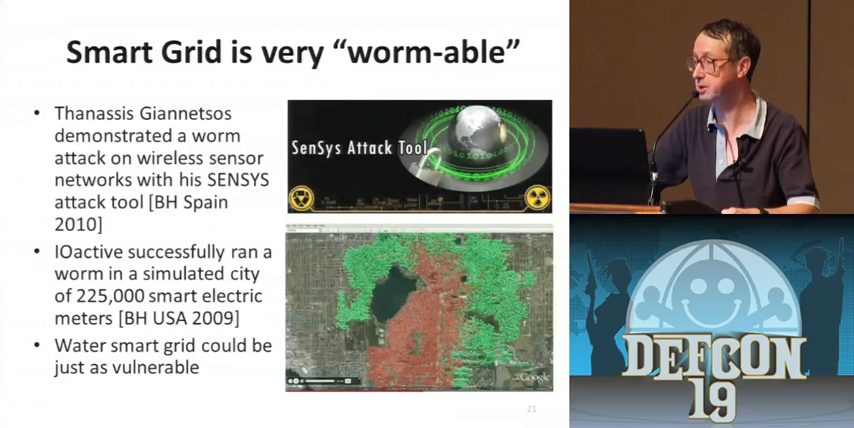 Smart Grid is very “worm-able”
• Thanassis Giannetsos
demonstrated a worm
attack on wireless sensor
networks with his SENSYS
attack tool [BH Spain
2010]
• IOactive successfully ran a
worm in a simulated city
of 225,000 smart electric
meters [BH USA 2009]
• Water smart grid could be
just as vulnerable
SenSys Attack Tool
Google
21
DEFCON
19